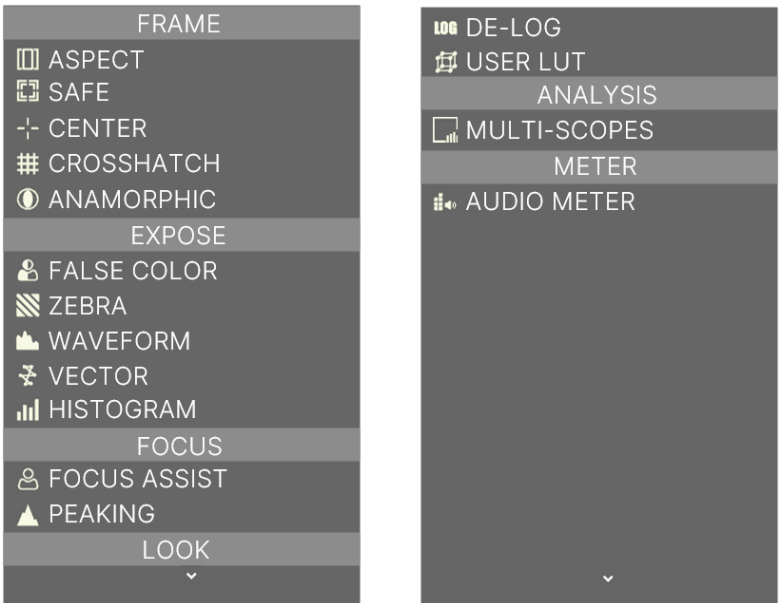 FRAME
ASPECT
SAFE
CENTER
CROSSHATCH
ANAMORPHIC
EXPOSE
FALSE COLOR
ZEBRA
WAVEFORM
VECTOR
HISTOGRAM
FOCUS
FOCUS ASSIST
PEAKING
LOOK
LOG DE-LOG
USER LUT
ANALYSIS
MULTI-SCOPES
METER
AUDIO METER